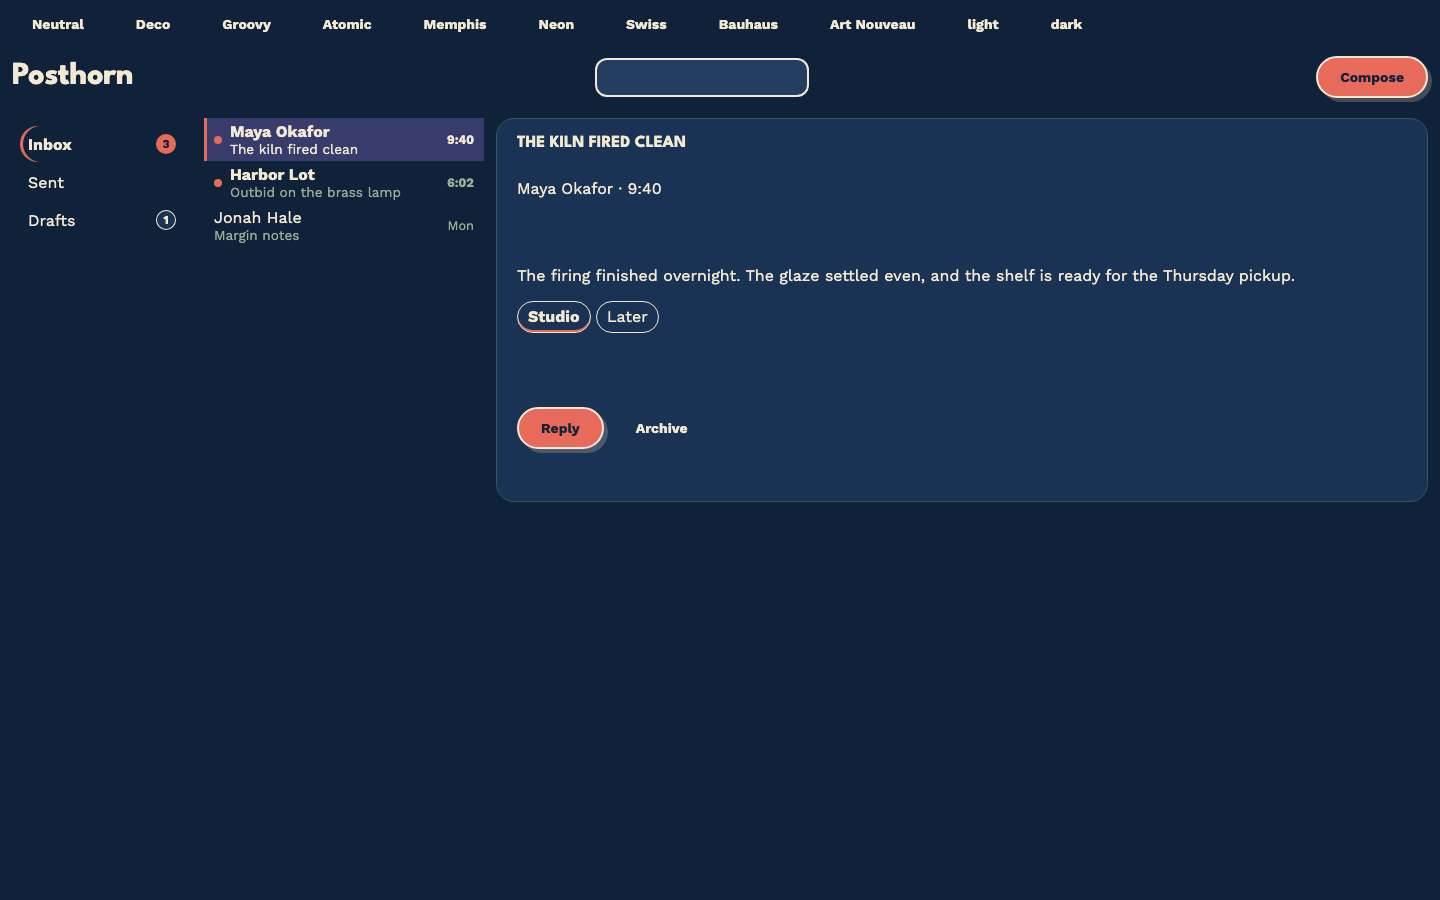 Neutral Deco Groovy Atomic Memphis Neon Swiss Bauhaus Art Nouveau light dark
Posthorn
Compose
Inbox 3
Sent
Drafts 1
Maya Okafor 9:40
The kiln fired clean
Harbor Lot 6:02
Outbid on the brass lamp
Jonah Hale Mon
Margin notes
THE KILN FIRED CLEAN
Maya Okafor · 9:40
The firing finished overnight. The glaze settled even, and the shelf is ready for the Thursday pickup.
Studio Later
Reply Archive